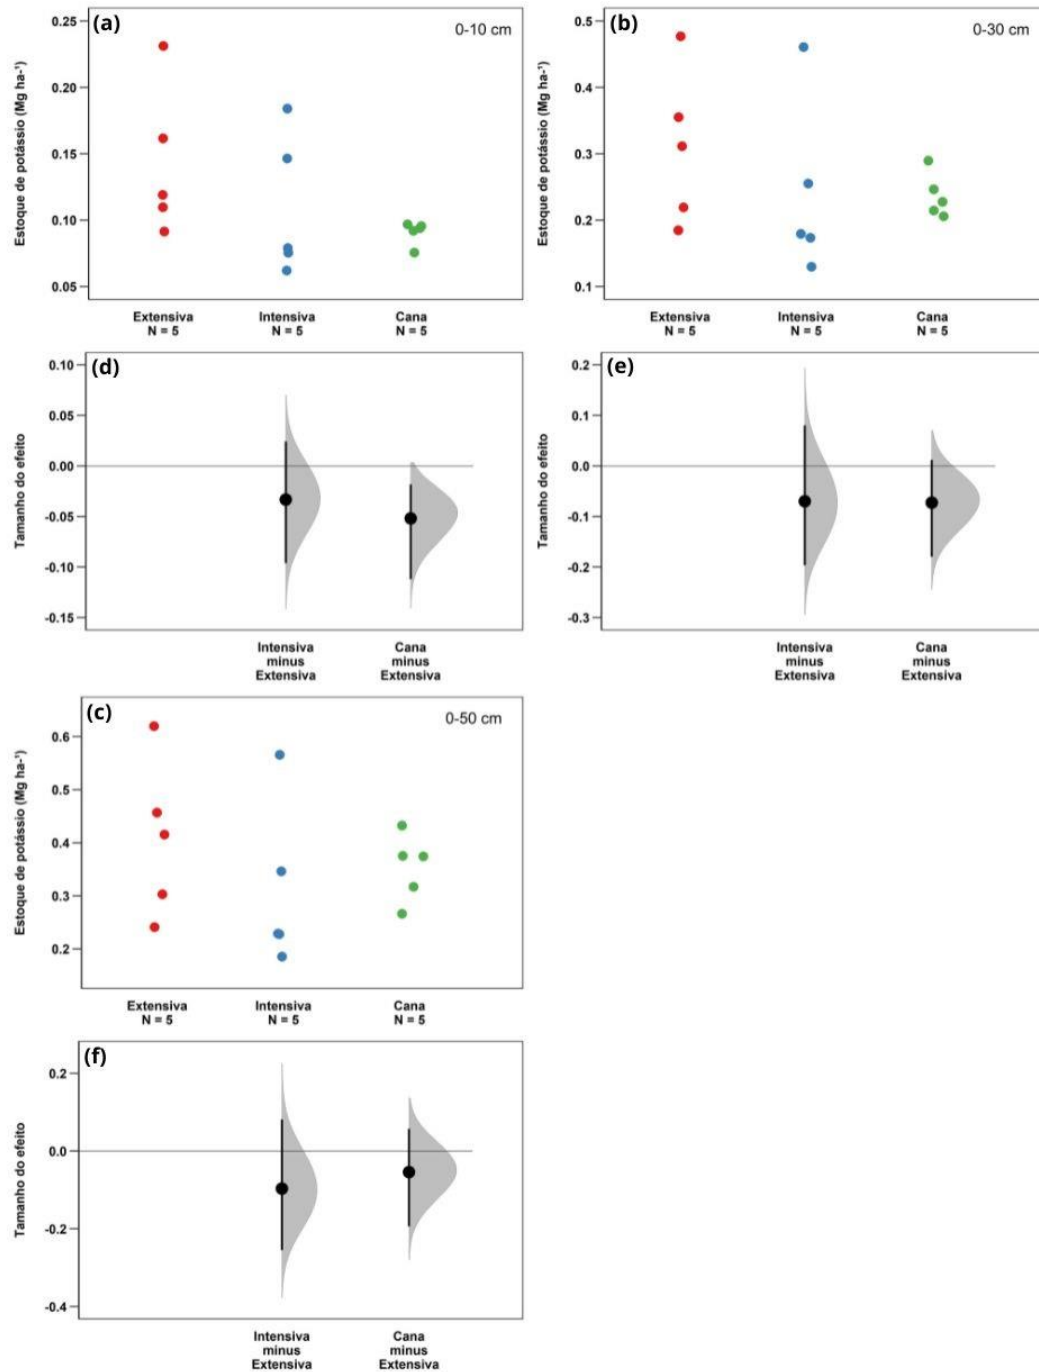 (a)
0-10 cm
Estoque de potássio (Mg ha-¹)
0.25
0.20
0.15
0.10
0.05
Extensiva
N = 5
Intensiva
N = 5
Cana
N = 5
(b)
0-30 cm
Estoque de potássio (Mg ha-¹)
0.5
0.4
0.3
0.2
0.1
Extensiva
N = 5
Intensiva
N = 5
Cana
N = 5
(d)
Tamanho do efeito
0.10
0.05
0.00
-0.05
-0.10
-0.15
Intensiva
minus
Extensiva
Cana
minus
Extensiva
(e)
Tamanho do efeito
0.2
0.1
0.0
-0.1
-0.2
-0.3
Intensiva
minus
Extensiva
Cana
minus
Extensiva
(c)
0-50 cm
Estoque de potássio (Mg ha-¹)
0.6
0.5
0.4
0.3
0.2
Extensiva
N = 5
Intensiva
N = 5
Cana
N = 5
(f)
Tamanho do efeito
0.2
0.0
-0.2
-0.4
Intensiva
minus
Extensiva
Cana
minus
Extensiva